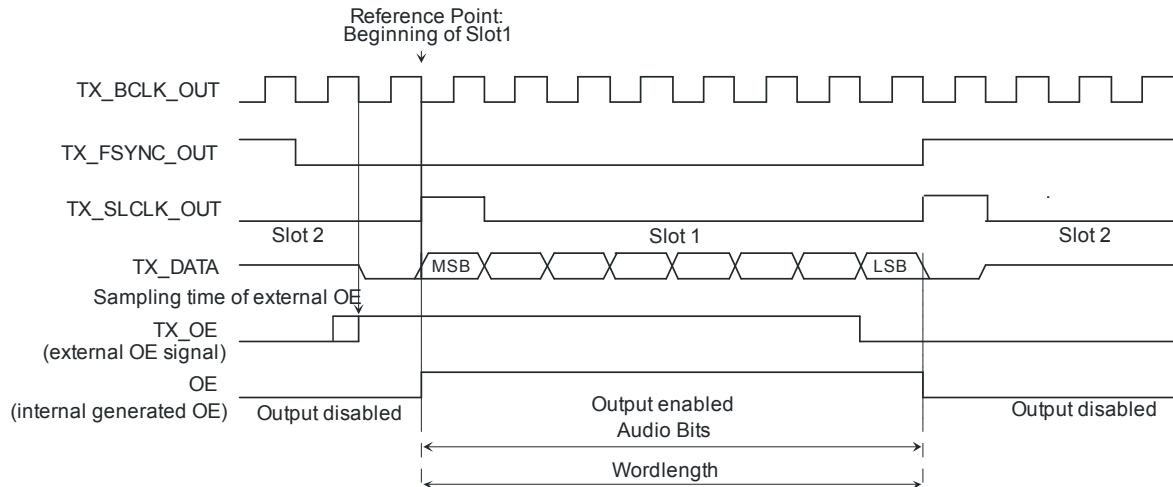 Reference Point:
Beginning of Slot1
TX_BCLK_OUT
TX_FSYNC_OUT
TX_SLCLK_OUT
Slot 2
Slot 1
Slot 2
TX_DATA
MSB
LSB
Sampling time of external OE
TX_OE
(external OE signal)
OE
(internal generated OE)
Output disabled
Output enabled
Output disabled
Audio Bits
Wordlength